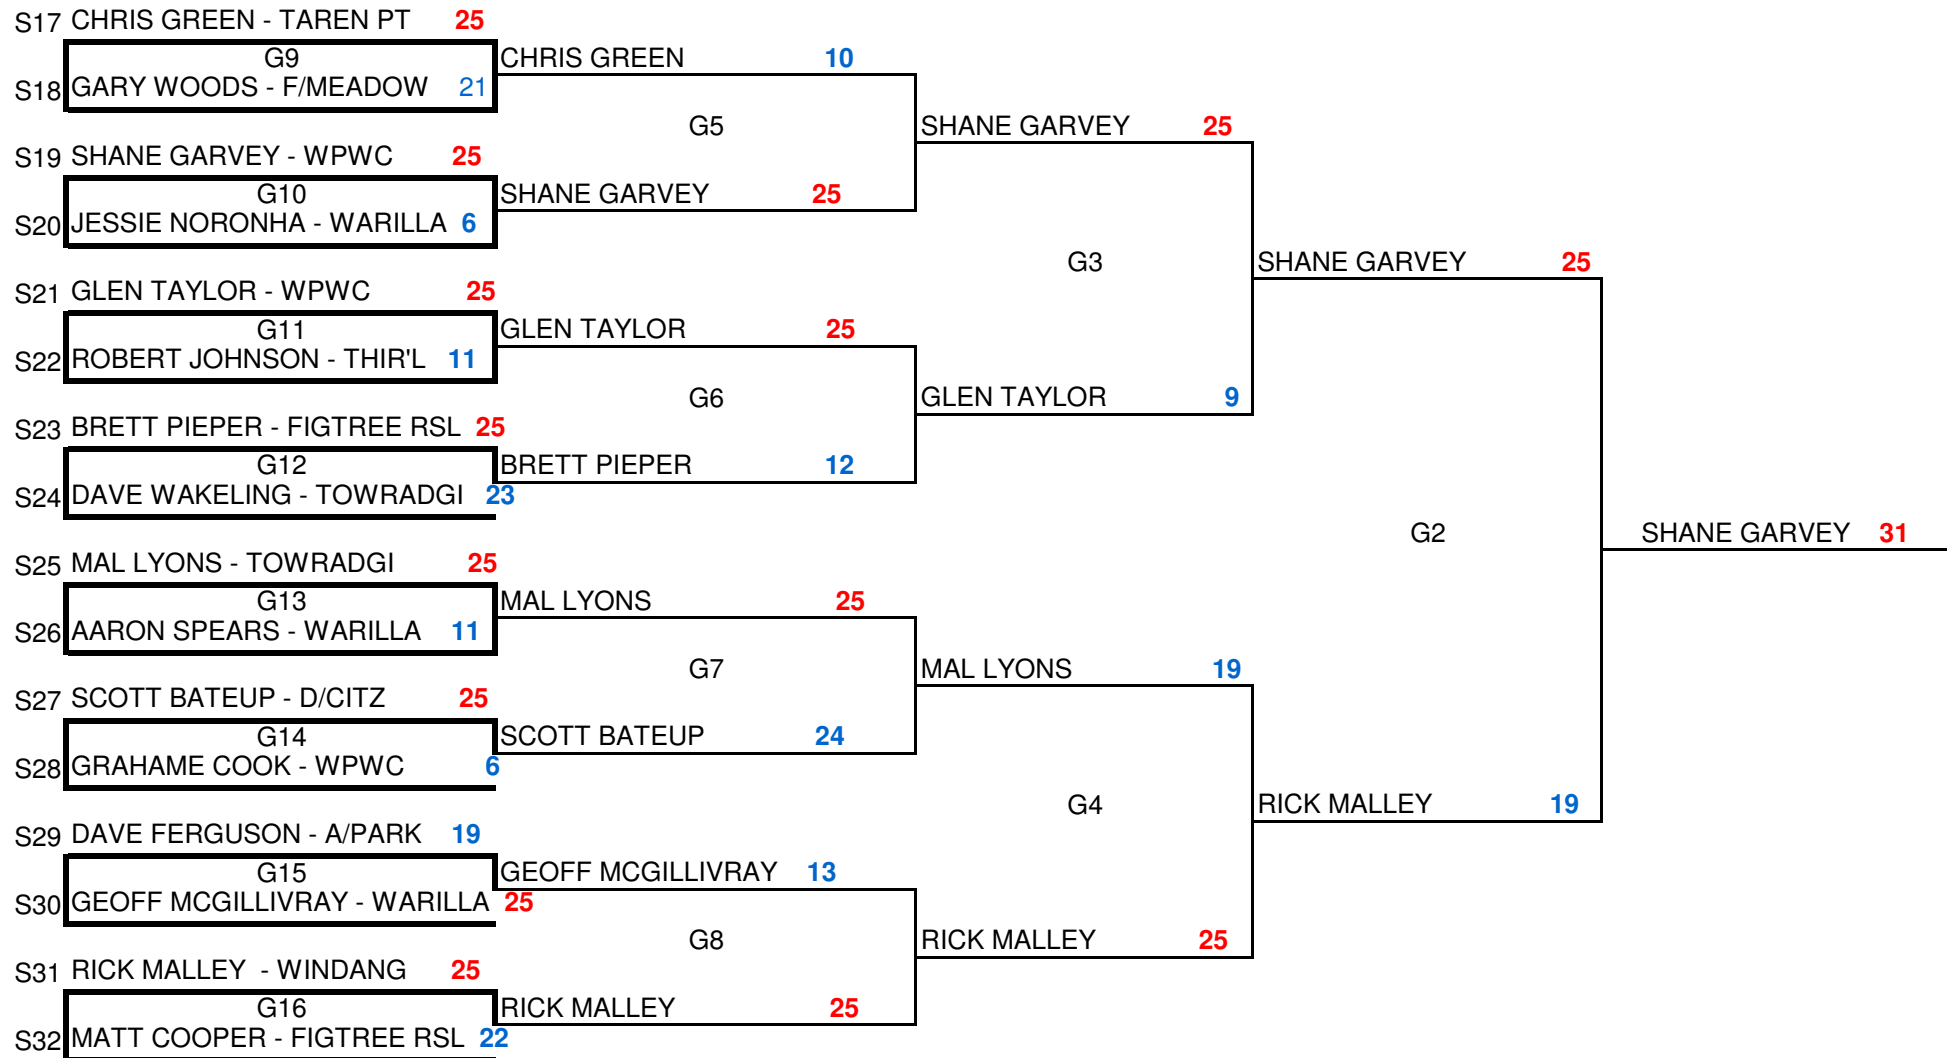 S17 CHRIS GREEN - TAREN PT 25
G9 CHRIS GREEN 10
S18 GARY WOODS - F/MEADOW 21
G5 SHANE GARVEY 25
S19 SHANE GARVEY - WPWC 25
G10 SHANE GARVEY 25
S20 JESSIE NORONHA - WARILLA 6
G3 SHANE GARVEY 25
S21 GLEN TAYLOR - WPWC 25
G11 GLEN TAYLOR 25
S22 ROBERT JOHNSON - THIR'L 11
G6 GLEN TAYLOR 9
S23 BRETT PIEPER - FIGTREE RSL 25
G12 BRETT PIEPER 12
S24 DAVE WAKELING - TOWRADGI 23
G2 SHANE GARVEY 31
S25 MAL LYONS - TOWRADGI 25
G13 MAL LYONS 25
S26 AARON SPEARS - WARILLA 11
G7 MAL LYONS 19
S27 SCOTT BATEUP - D/CITZ 25
G14 SCOTT BATEUP 24
S28 GRAHAME COOK - WPWC 6
G4 RICK MALLEY 19
S29 DAVE FERGUSON - A/PARK 19
G15 GEOFF MCGILLIVRAY 13
S30 GEOFF MCGILLIVRAY - WARILLA 25
G8 RICK MALLEY 25
S31 RICK MALLEY - WINDANG 25
G16 RICK MALLEY 25
S32 MATT COOPER - FIGTREE RSL 22